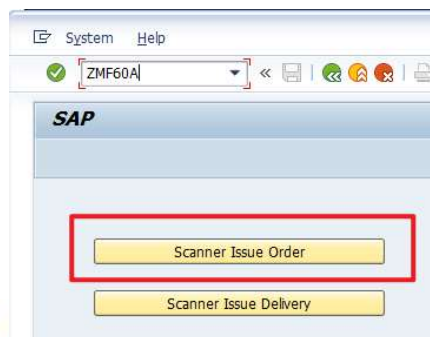 System Help
ZMF60A
SAP
Scanner Issue Order
Scanner Issue Delivery